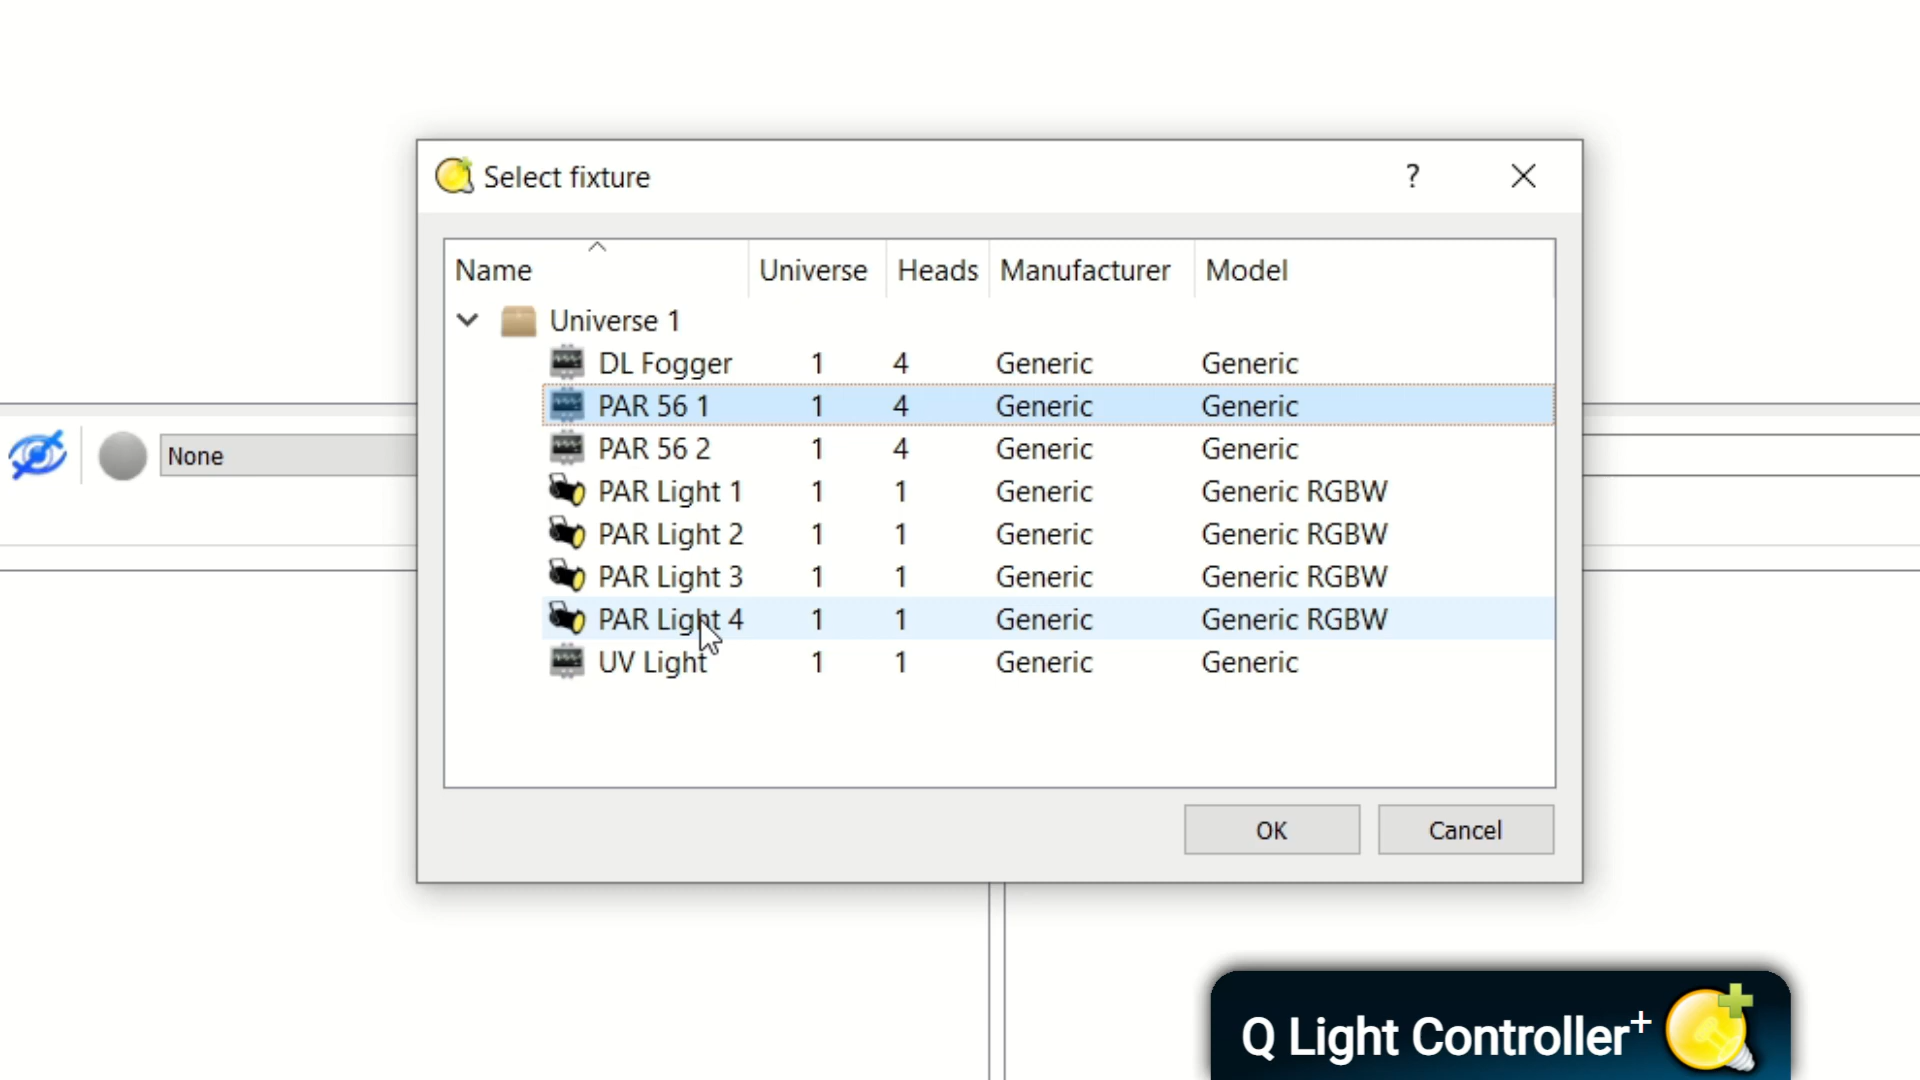 Select fixture ?
Name Universe Heads Manufacturer Model
Universe 1
DL Fogger 1 4 Generic Generic
PAR 56 1 1 4 Generic Generic
PAR 56 2 1 4 Generic Generic
PAR Light 1 1 1 Generic Generic RGBW
PAR Light 2 1 1 Generic Generic RGBW
PAR Light 3 1 1 Generic Generic RGBW
PAR Light 4 1 1 Generic Generic RGBW
UV Light 1 1 Generic Generic
None
OK Cancel
Q Light Controller+